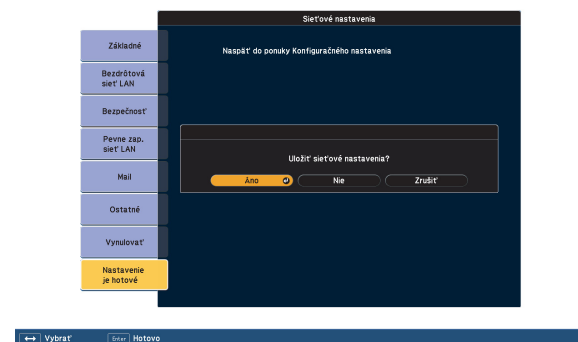 Sieťové nastavenia
Základné
Naspäť do ponuky Konfiguračného nastavenia
Bezdrôtová
sieť LAN
Bezpečnosť
Pevne zap.
sieť LAN
Uložiť sieťové nastavenia?
Mail
Áno Nie Zrušiť
Ostatné
Vynulovať
Nastavenie
je hotové
Vybrať Enter Hotovo